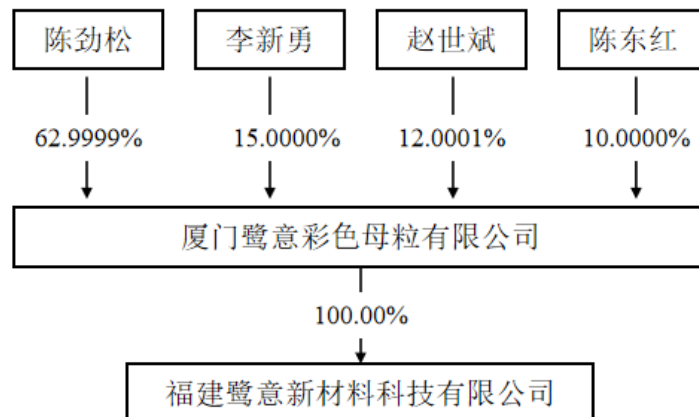 陈劲松 李新勇 赵世斌 陈东红
62.9999% 15.0000% 12.0001% 10.0000%
厦门鹭意彩色母粒有限公司
100.00%
福建鹭意新材料科技有限公司